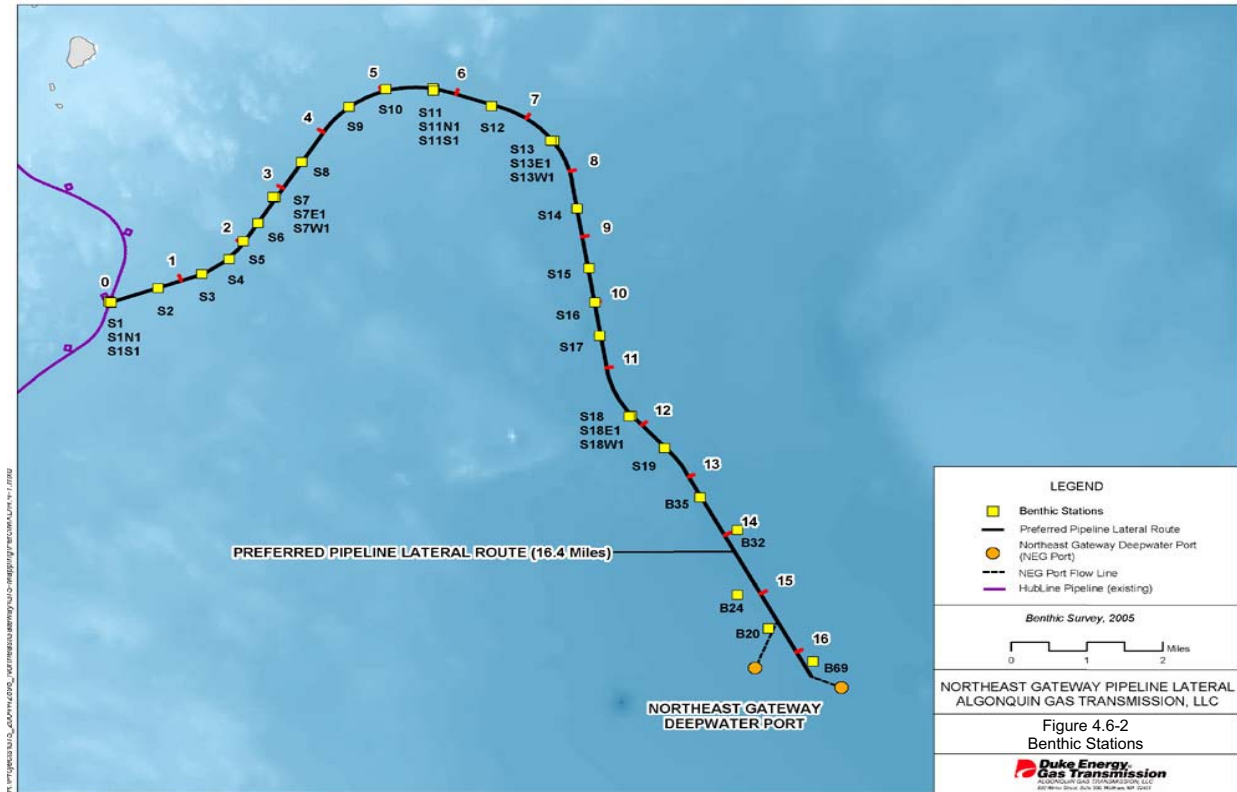 0
S1
S1N1
S1S1
S2
1
S3
S4
2
S5
S6
3
S7
S7E1
S7W1
S8
4
S9
5
S10
S11
S11N1
S11S1
6
S12
7
S13
S13E1
S13W1
8
S14
9
S15
10
S16
S17
11
S18
S18E1
S18W1
12
S19
13
B35
14
B32
PREFERRED PIPELINE LATERAL ROUTE (16.4 Miles)
15
B24
B20
16
B69
NORTHEAST GATEWAY
DEEPWATER PORT
LEGEND
Benthic Stations
Preferred Pipeline Lateral Route
Northeast Gateway Deepwater Port
(NEG Port)
NEG Port Flow Line
HubLine Pipeline (existing)
Benthic Survey, 2005
0 1 2 Miles
NORTHEAST GATEWAY PIPELINE LATERAL
ALGONQUIN GAS TRANSMISSION, LLC
Figure 4.6-2
Benthic Stations
Duke Energy
Gas Transmission
ALGONQUIN GAS TRANSMISSION, LLC